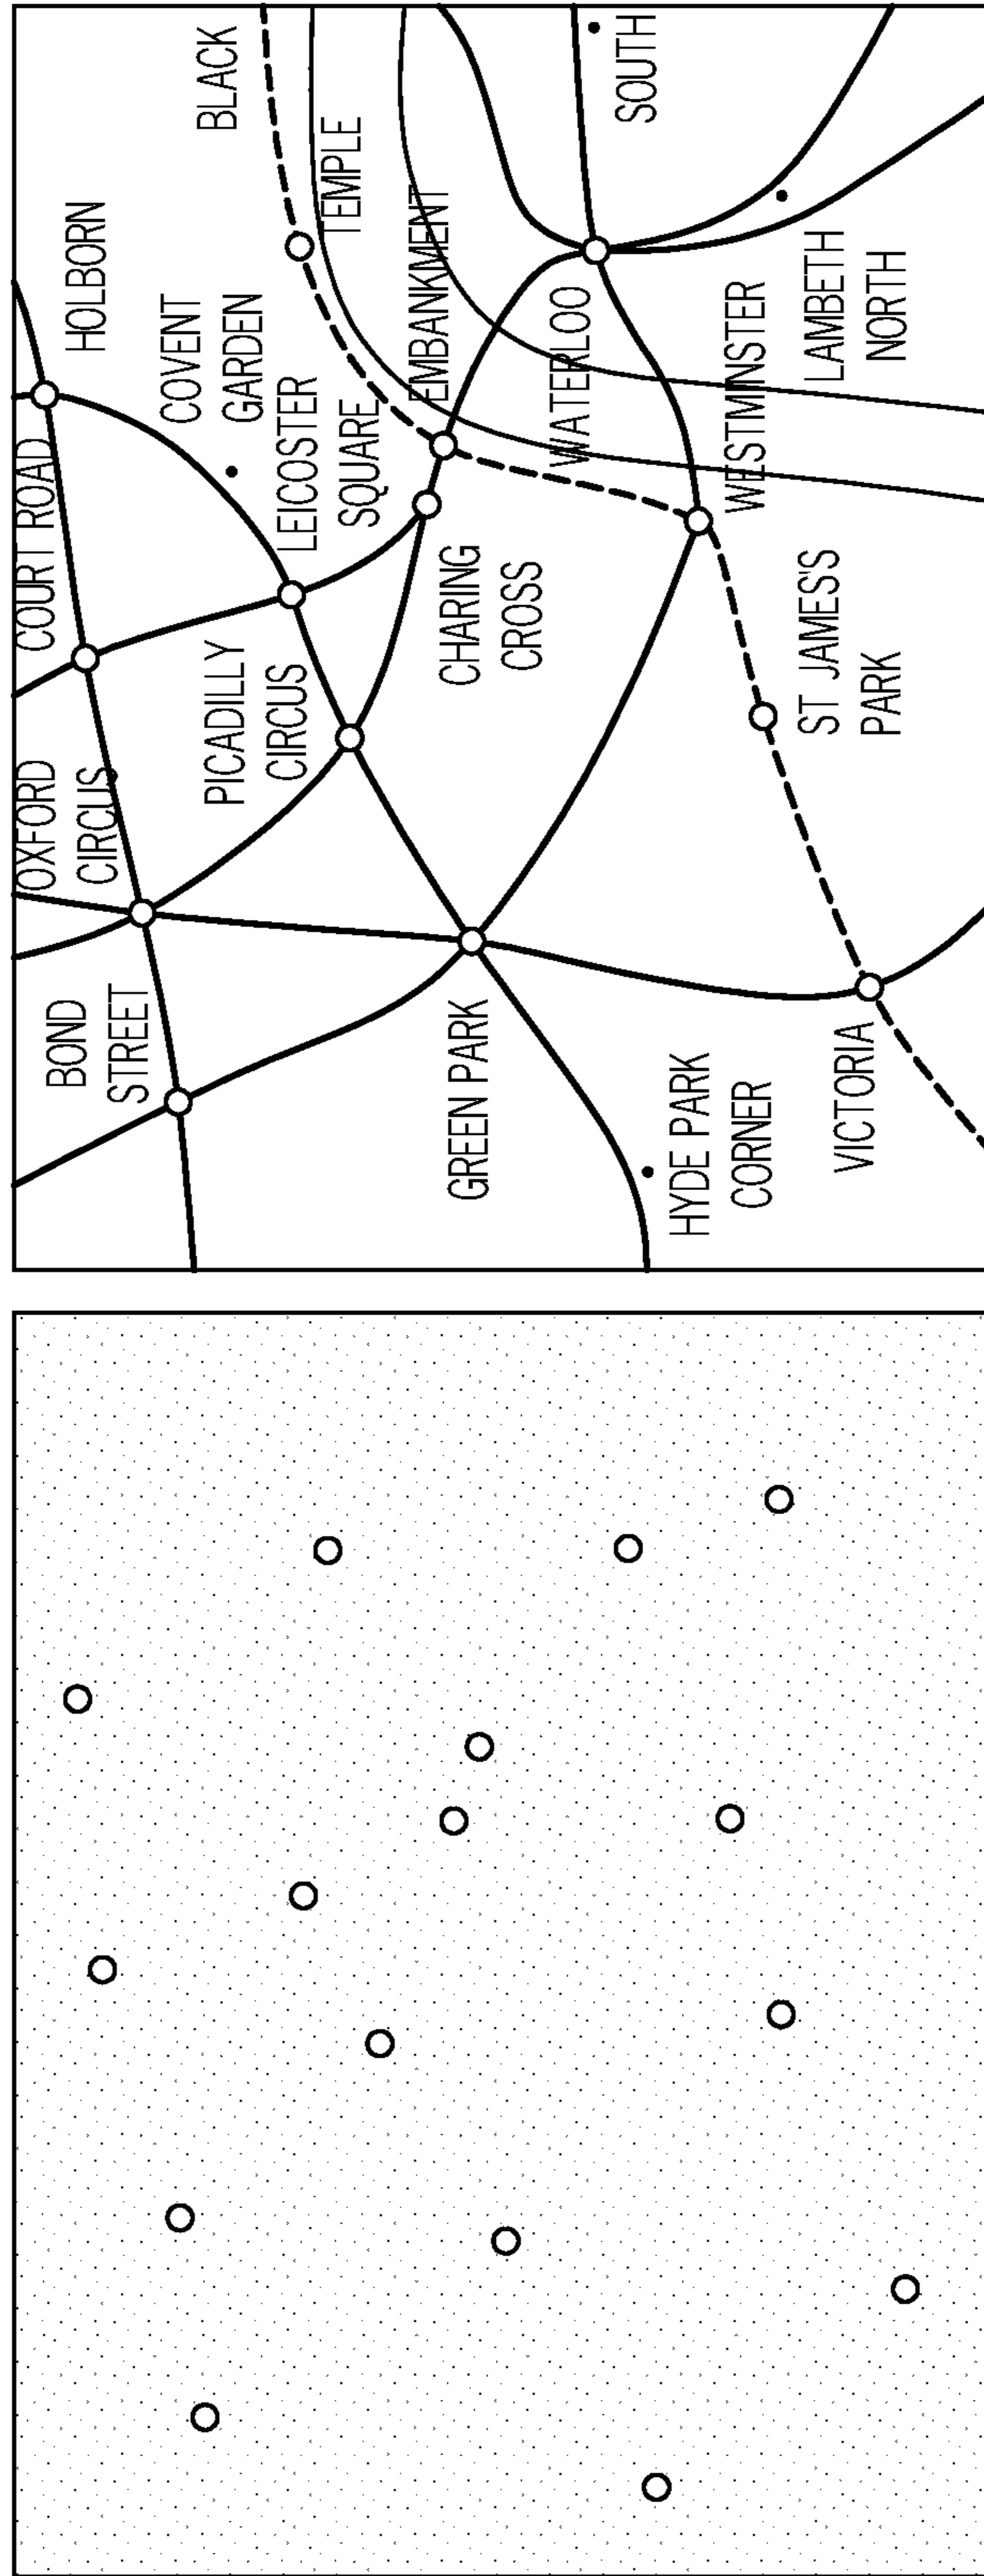 HOLBORN
COURT ROAD
OXFORD
CIRCUS
BOND
STREET
COVENT
GARDEN
BLACK
LEICOSTER
SQUARE
TEMPLE
PICADILLY
CIRCUS
EMBANKMENT
CHARING
CROSS
GREEN PARK
WATERLOO
SOUTH
WESTMINSTER
HYDE PARK
CORNER
ST JAMES'S
PARK
LAMBETH
NORTH
VICTORIA